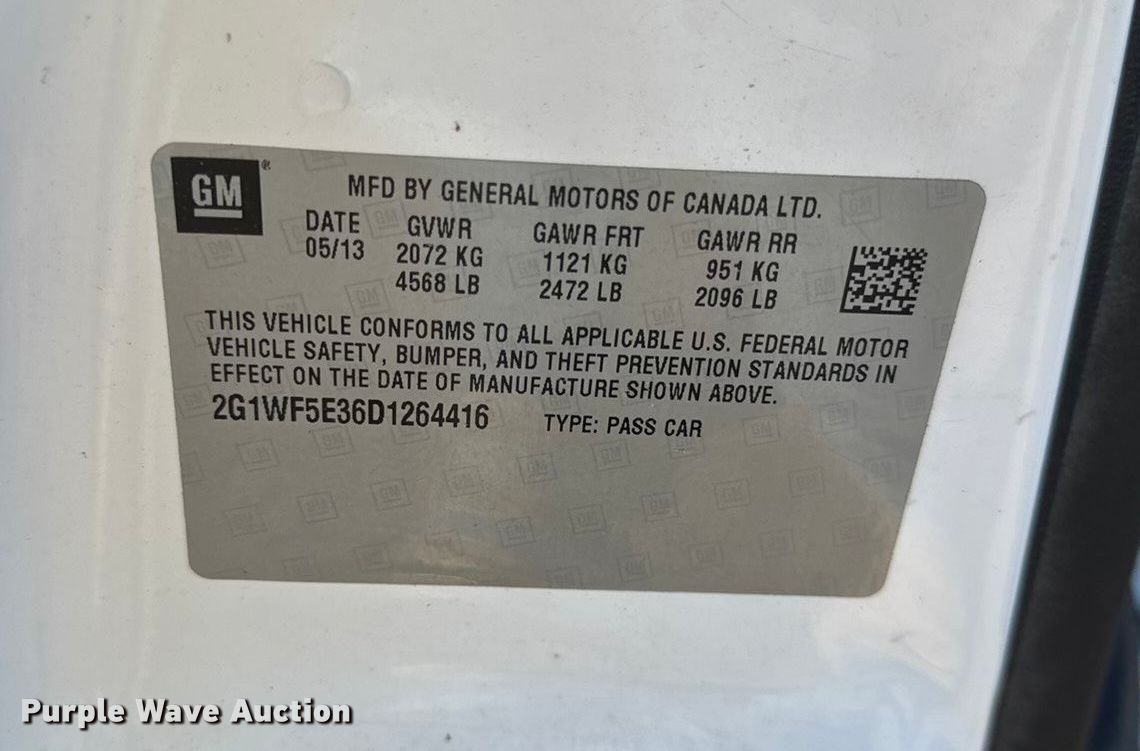 GM®
MFD BY GENERAL MOTORS OF CANADA LTD.
DATE GVWR GAWR FRT GAWR RR
05/13 2072 KG 1121 KG 951 KG
4568 LB 2472 LB 2096 LB
THIS VEHICLE CONFORMS TO ALL APPLICABLE U.S. FEDERAL MOTOR
VEHICLE SAFETY, BUMPER, AND THEFT PREVENTION STANDARDS IN
EFFECT ON THE DATE OF MANUFACTURE SHOWN ABOVE.
2G1WF5E36D1264416 TYPE: PASS CAR
Purple Wave Auction